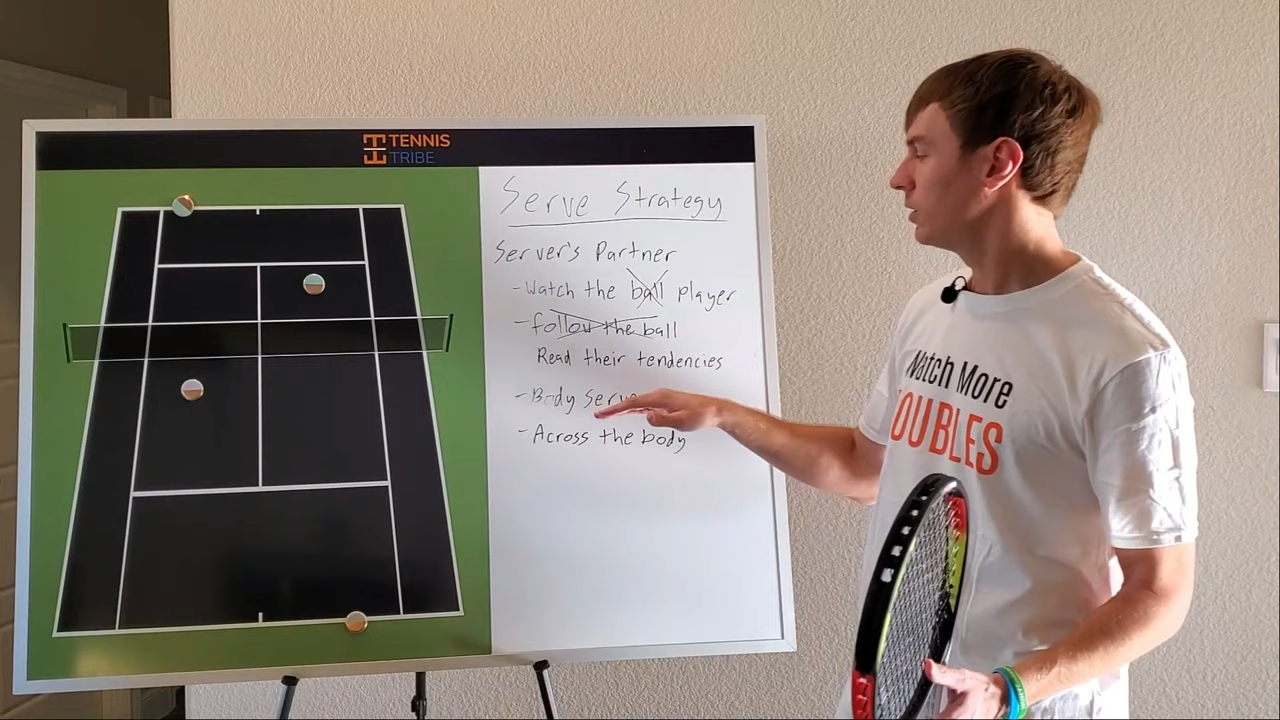 TENNIS
TRIBE
Serve Strategy
Server's Partner
- Watch the ball player
- follow the ball
Read their tendencies
- Body Serve
- Across the body
Watch More
DOUBLES